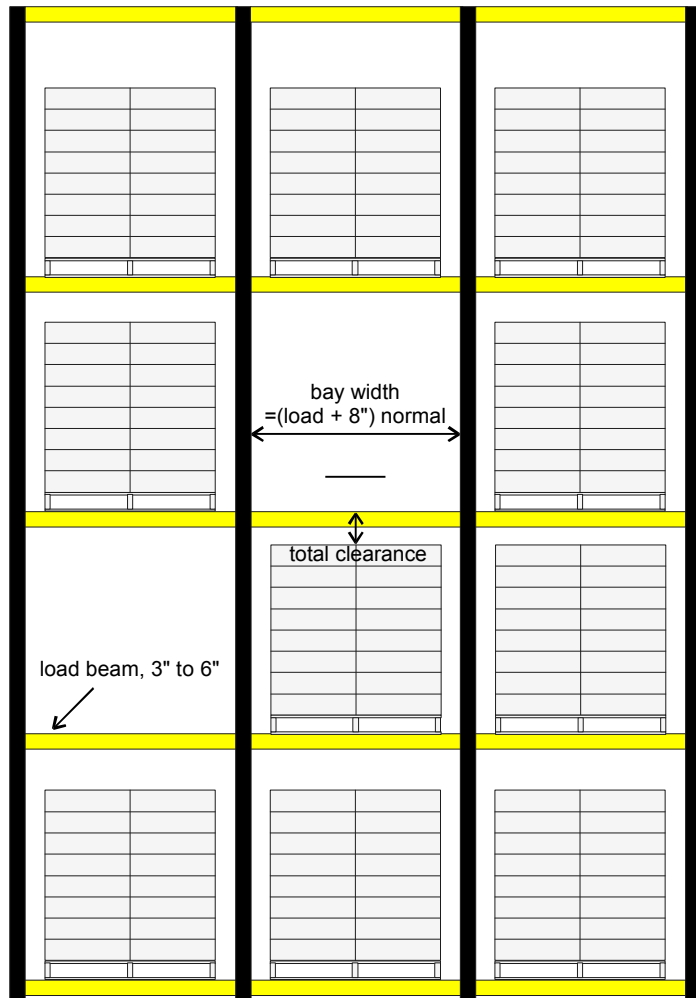 bay width
=(load + 8") normal
total clearance
load beam, 3" to 6"